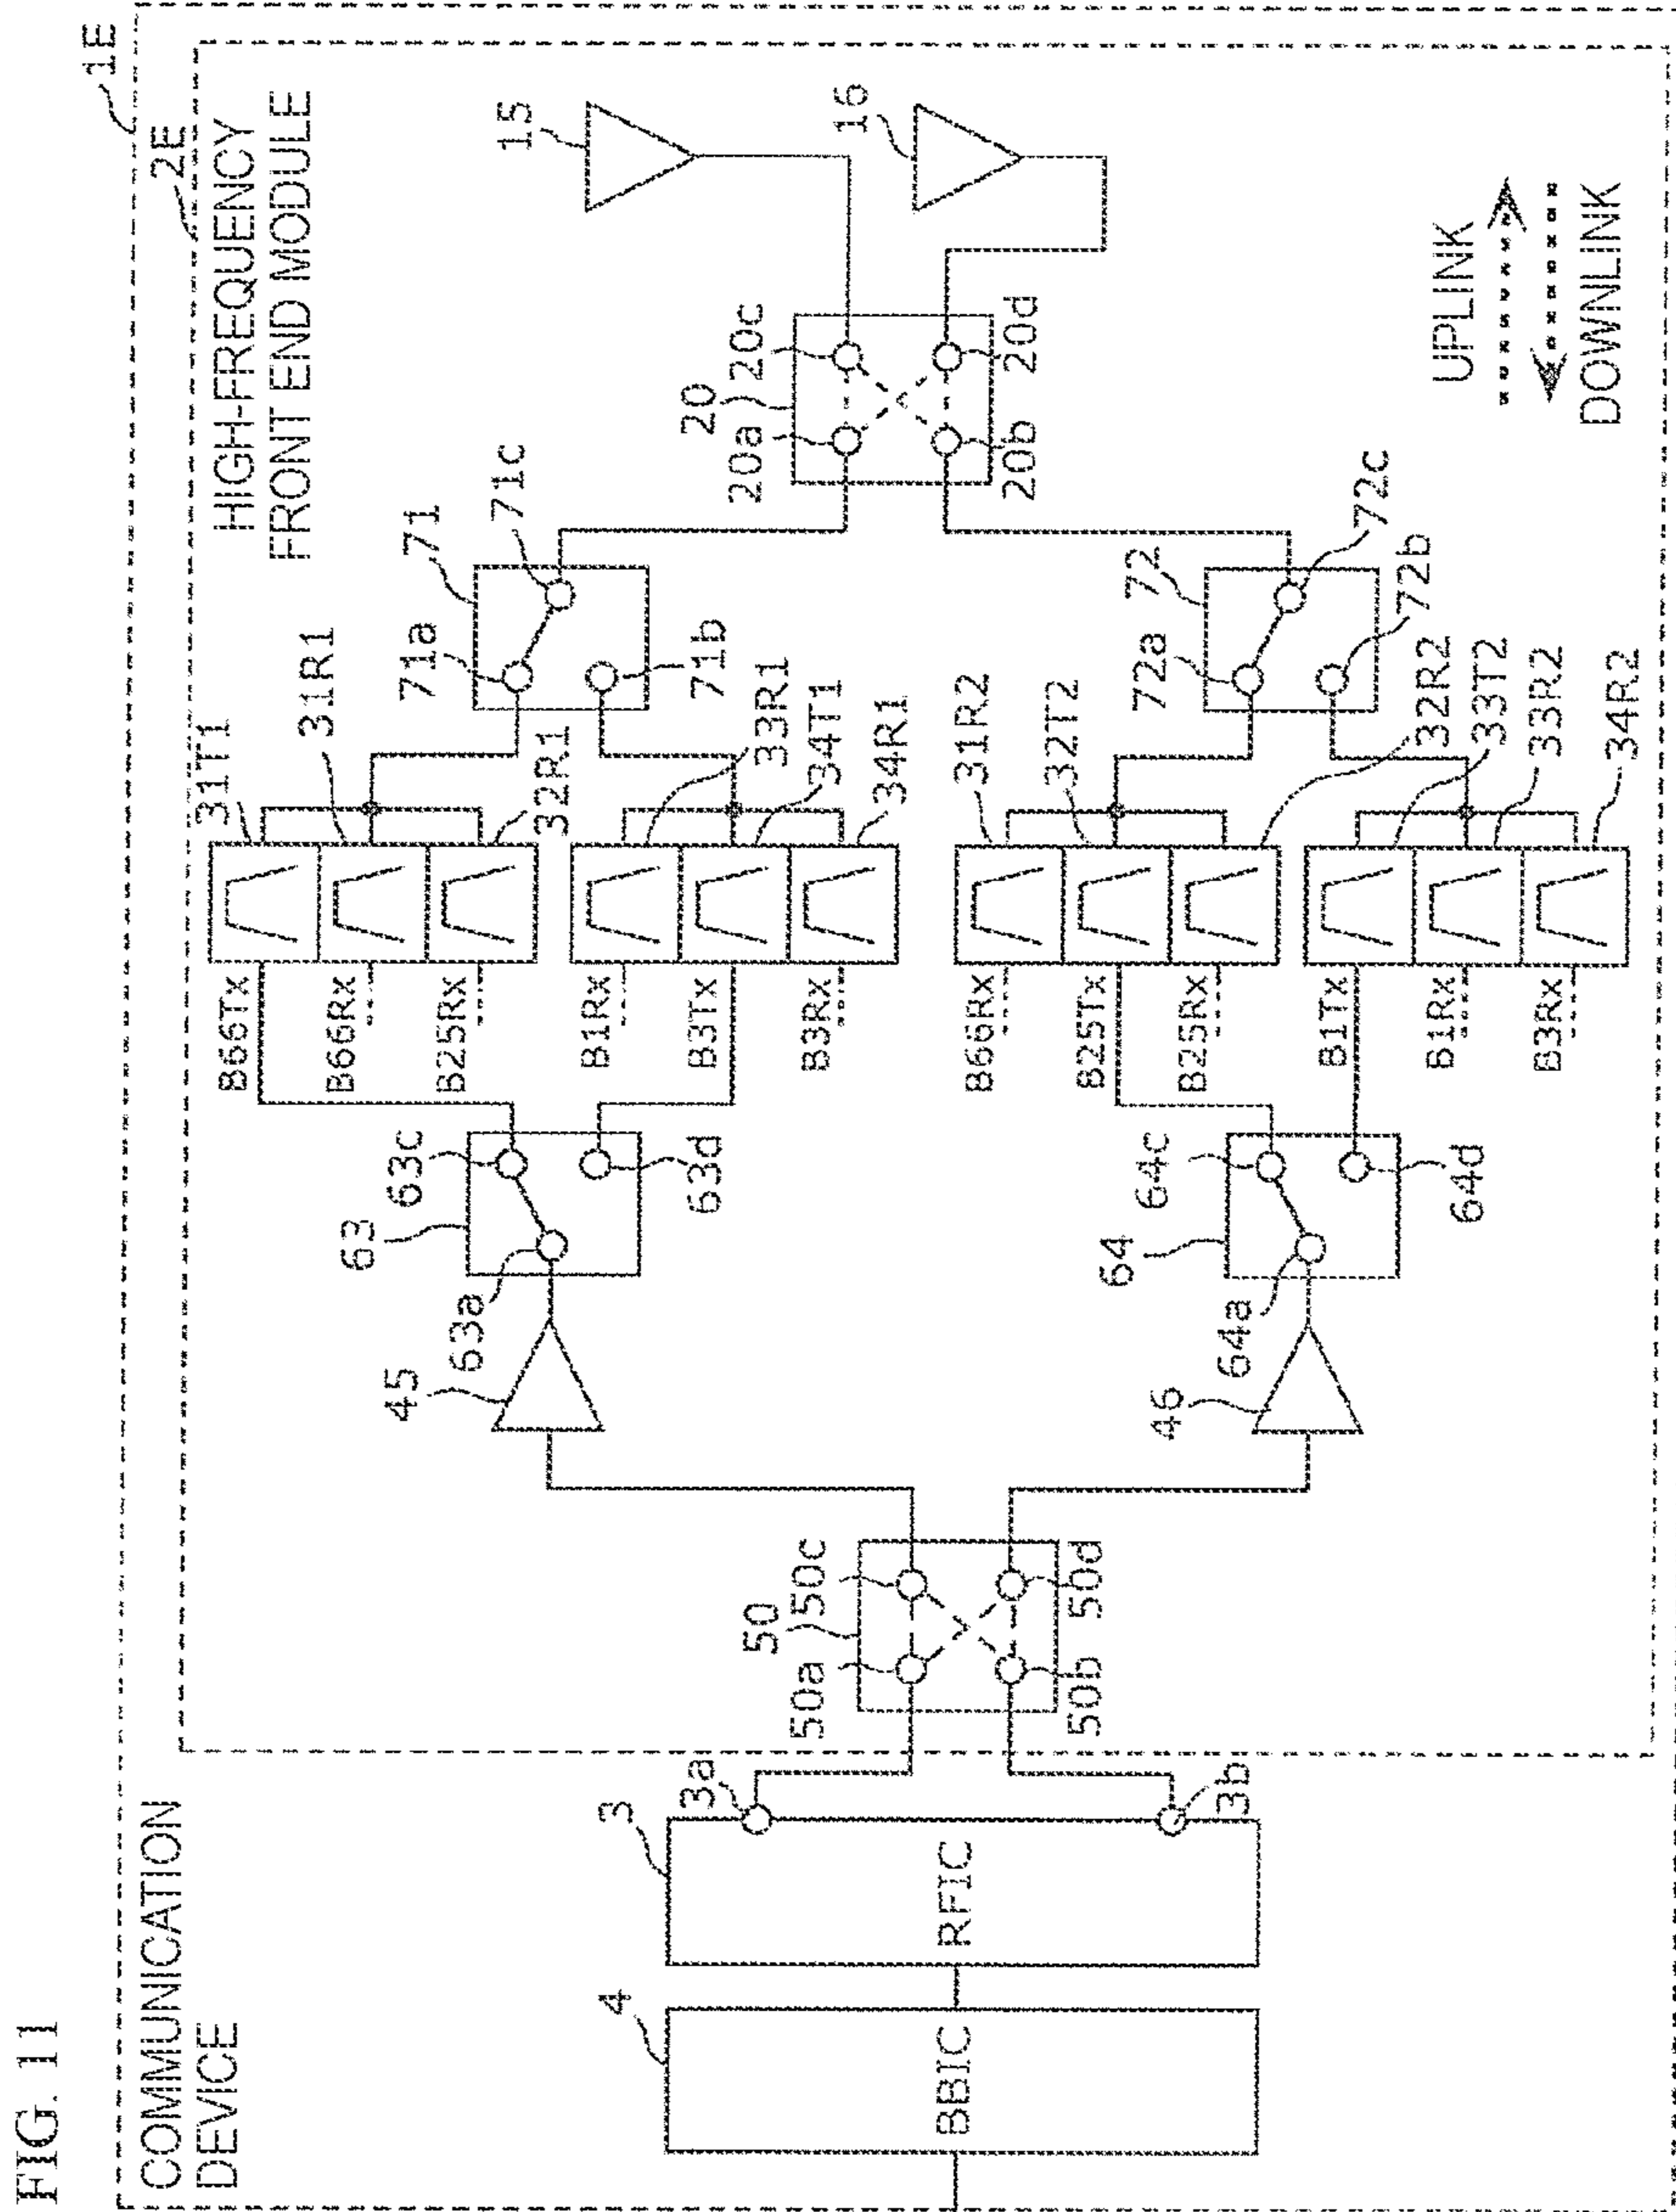 FIG. 11
COMMUNICATION
DEVICE
1E
2E
HIGH-FREQUENCY
FRONT END MODULE
4
BBIC
3
RFIC
3a
3b
50
50a
50c
50b
50d
45
46
63
63a
63c
63d
64
64a
64c
64d
B66Tx
B66Rx
B25Rx
B1Rx
B3Tx
B3Rx
B66Rx
B25Tx
B25Rx
B1Tx
B1Rx
B3Rx
31T1
31R1
32R1
33R1
34T1
34R1
31R2
32T2
32R2
33T2
33R2
34R2
71
71a
71c
71b
72
72a
72c
72b
20
20a
20c
20b
20d
15
16
UPLINK
DOWNLINK